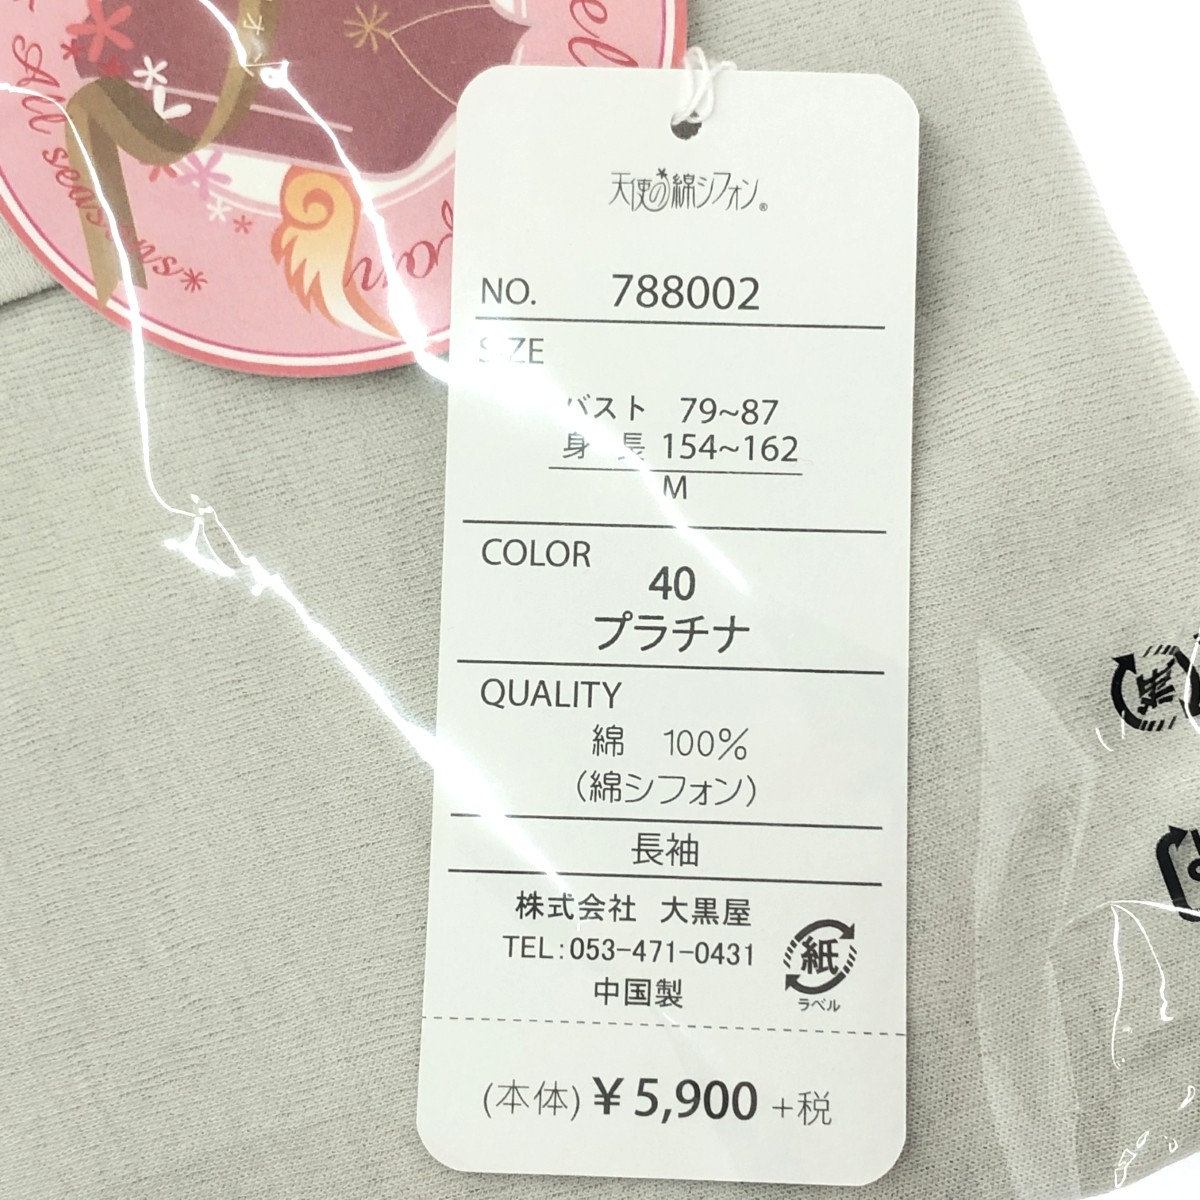 All seasons*
天使の綿シフォン®
NO. 788002
SIZE
バスト 79~87
身 長 154~162
M
COLOR
40
プラチナ
QUALITY
綿 100%
(綿シフォン)
長袖
株式会社 大黒屋
TEL:053-471-0431
中国製
紙
ラベル
(本体) ¥5,900 +税